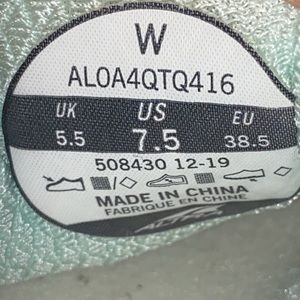 W
AL0A4QTQ416
UK US EU
5.5 7.5 38.5
508430 12-19
MADE IN CHINA
FABRIQUE EN CHINE
ALTRA